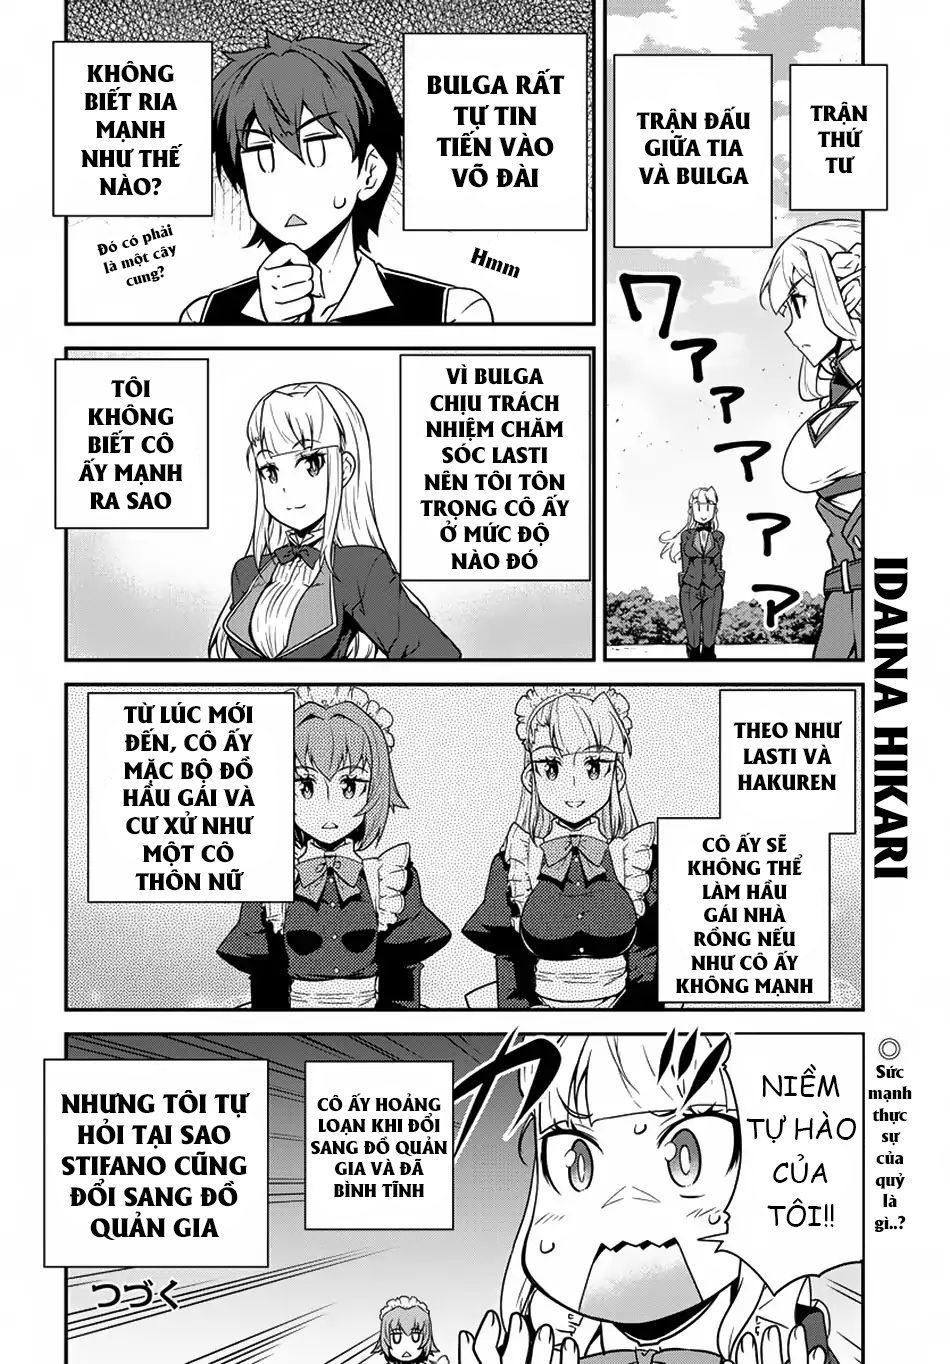 TRẬN
THỨ
TƯ
TRẬN ĐẤU
GIỮA TIA
VÀ BULGA
ワァァァァ
BULGA RẤT
TỰ TIN
TIẾN VÀO
VÕ ĐÀI
KHÔNG
BIẾT RIA
MẠNH
NHƯ THẾ
NÀO?
Hmm
Đó có phải
là một cây
cung?
VÌ BULGA
CHỊU TRÁCH
NHIỆM CHĂM
SÓC LASTI
NÊN TÔI TÔN
TRỌNG CÔ ẤY
Ở MỨC ĐỘ
NÀO ĐÓ
TÔI
KHÔNG
BIẾT CÔ
ẤY MẠNH
RA SAO
IDAINA HIKARI
THEO NHƯ
LASTI VÀ
HAKUREN
CÔ ẤY SẼ
KHÔNG THỂ
LÀM HẦU
GÁI NHÀ
RỒNG NẾU
NHƯ CÔ ẤY
KHÔNG MẠNH
TỪ LÚC MỚI
ĐẾN, CÔ ẤY
MẶC BỘ ĐỒ
HẦU GÁI VÀ
CƯ XỬ NHƯ
MỘT CÔ
THÔN NỮ
NIỀM
TỰ HÀO
CỦA
TÔI!!
CÔ ẤY HOẢNG
LOẠN KHI ĐỔI
SANG ĐỒ QUẢN
GIA VÀ ĐÃ
BÌNH TĨNH
NHƯNG TÔI TỰ
HỎI TẠI SAO
STIFANO CŨNG
ĐỔI SANG ĐỒ
QUẢN GIA
つづく
◎
Sức
mạnh
thực
sự
của
quỷ
là
gì..?